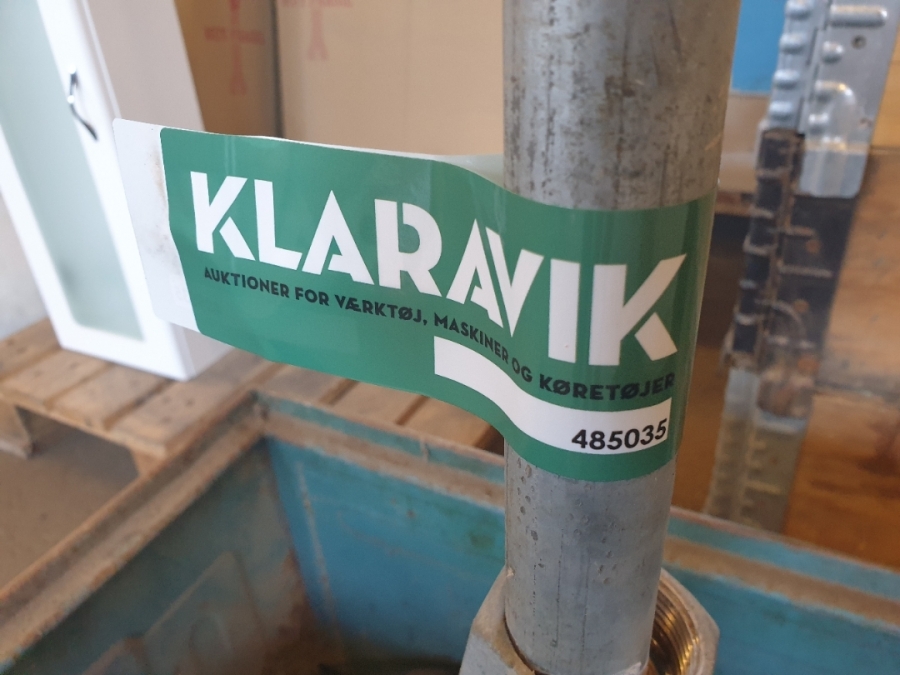 KLARAVIK
AUKTIONER FOR VÆRKTØJ, MASKINER OG KØRETØJER
485035